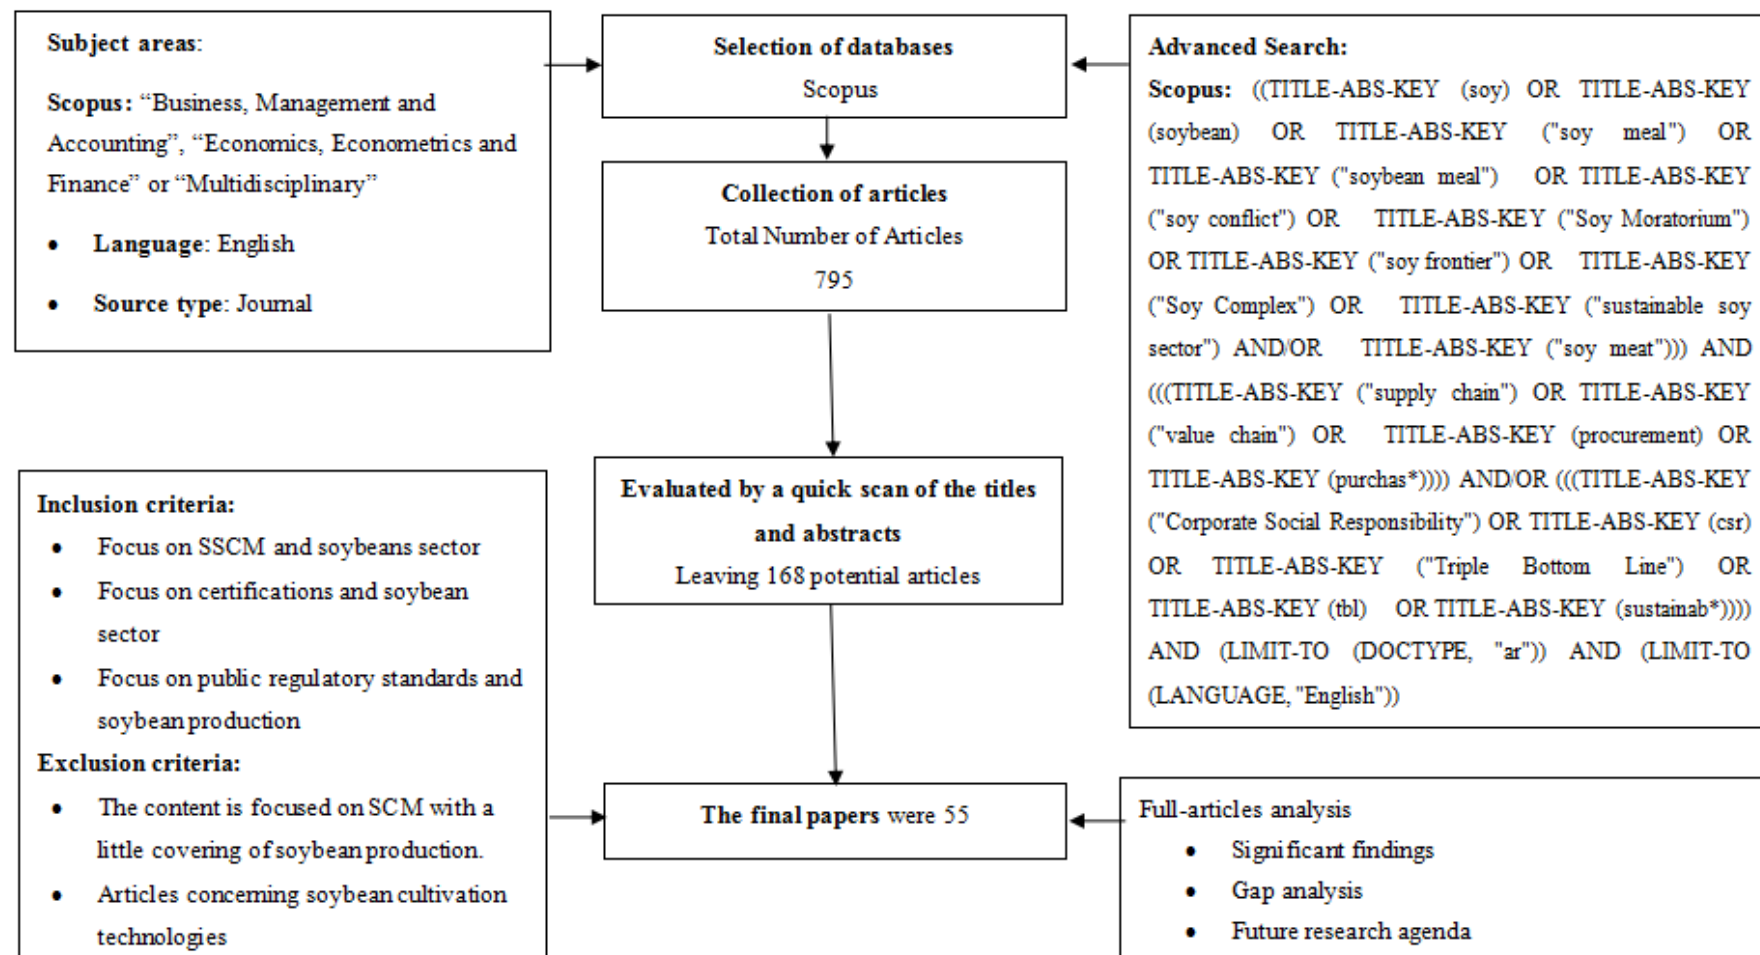 Subject areas:
Scopus: “Business, Management and
Accounting”, “Economics, Econometrics and
Finance” or “Multidisciplinary”
• Language: English
• Source type: Journal
Selection of databases
Scopus
Advanced Search:
Scopus: ((TITLE-ABS-KEY (soy) OR TITLE-ABS-KEY
(soybean) OR TITLE-ABS-KEY ("soy meal") OR
TITLE-ABS-KEY ("soybean meal") OR TITLE-ABS-KEY
("soy conflict") OR TITLE-ABS-KEY ("Soy Moratorium")
OR TITLE-ABS-KEY ("soy frontier") OR TITLE-ABS-KEY
("Soy Complex") OR TITLE-ABS-KEY ("sustainable soy
sector") AND/OR TITLE-ABS-KEY ("soy meat"))) AND
(((TITLE-ABS-KEY ("supply chain") OR TITLE-ABS-KEY
("value chain") OR TITLE-ABS-KEY (procurement) OR
TITLE-ABS-KEY (purchas*)))) AND/OR (((TITLE-ABS-KEY
("Corporate Social Responsibility") OR TITLE-ABS-KEY (csr)
OR TITLE-ABS-KEY ("Triple Bottom Line") OR
TITLE-ABS-KEY (tbl) OR TITLE-ABS-KEY (sustainab*))))
AND (LIMIT-TO (DOCTYPE, "ar")) AND (LIMIT-TO
(LANGUAGE, "English"))
Collection of articles
Total Number of Articles
795
Evaluated by a quick scan of the titles
and abstracts
Leaving 168 potential articles
Inclusion criteria:
• Focus on SSCM and soybeans sector
• Focus on certifications and soybean
sector
• Focus on public regulatory standards and
soybean production
Exclusion criteria:
• The content is focused on SCM with a
little covering of soybean production.
• Articles concerning soybean cultivation
technologies
The final papers were 55
Full-articles analysis
• Significant findings
• Gap analysis
• Future research agenda